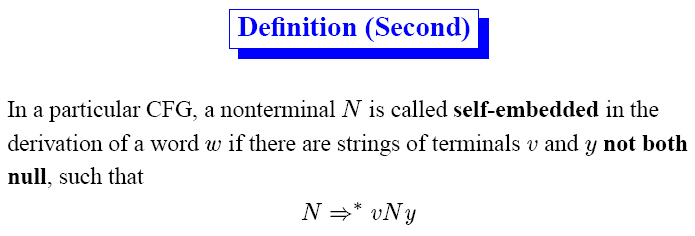 Definition (Second)
In a particular CFG, a nonterminal N is called self-embedded in the
derivation of a word w if there are strings of terminals v and y not both
null, such that
N ⇒* vNy